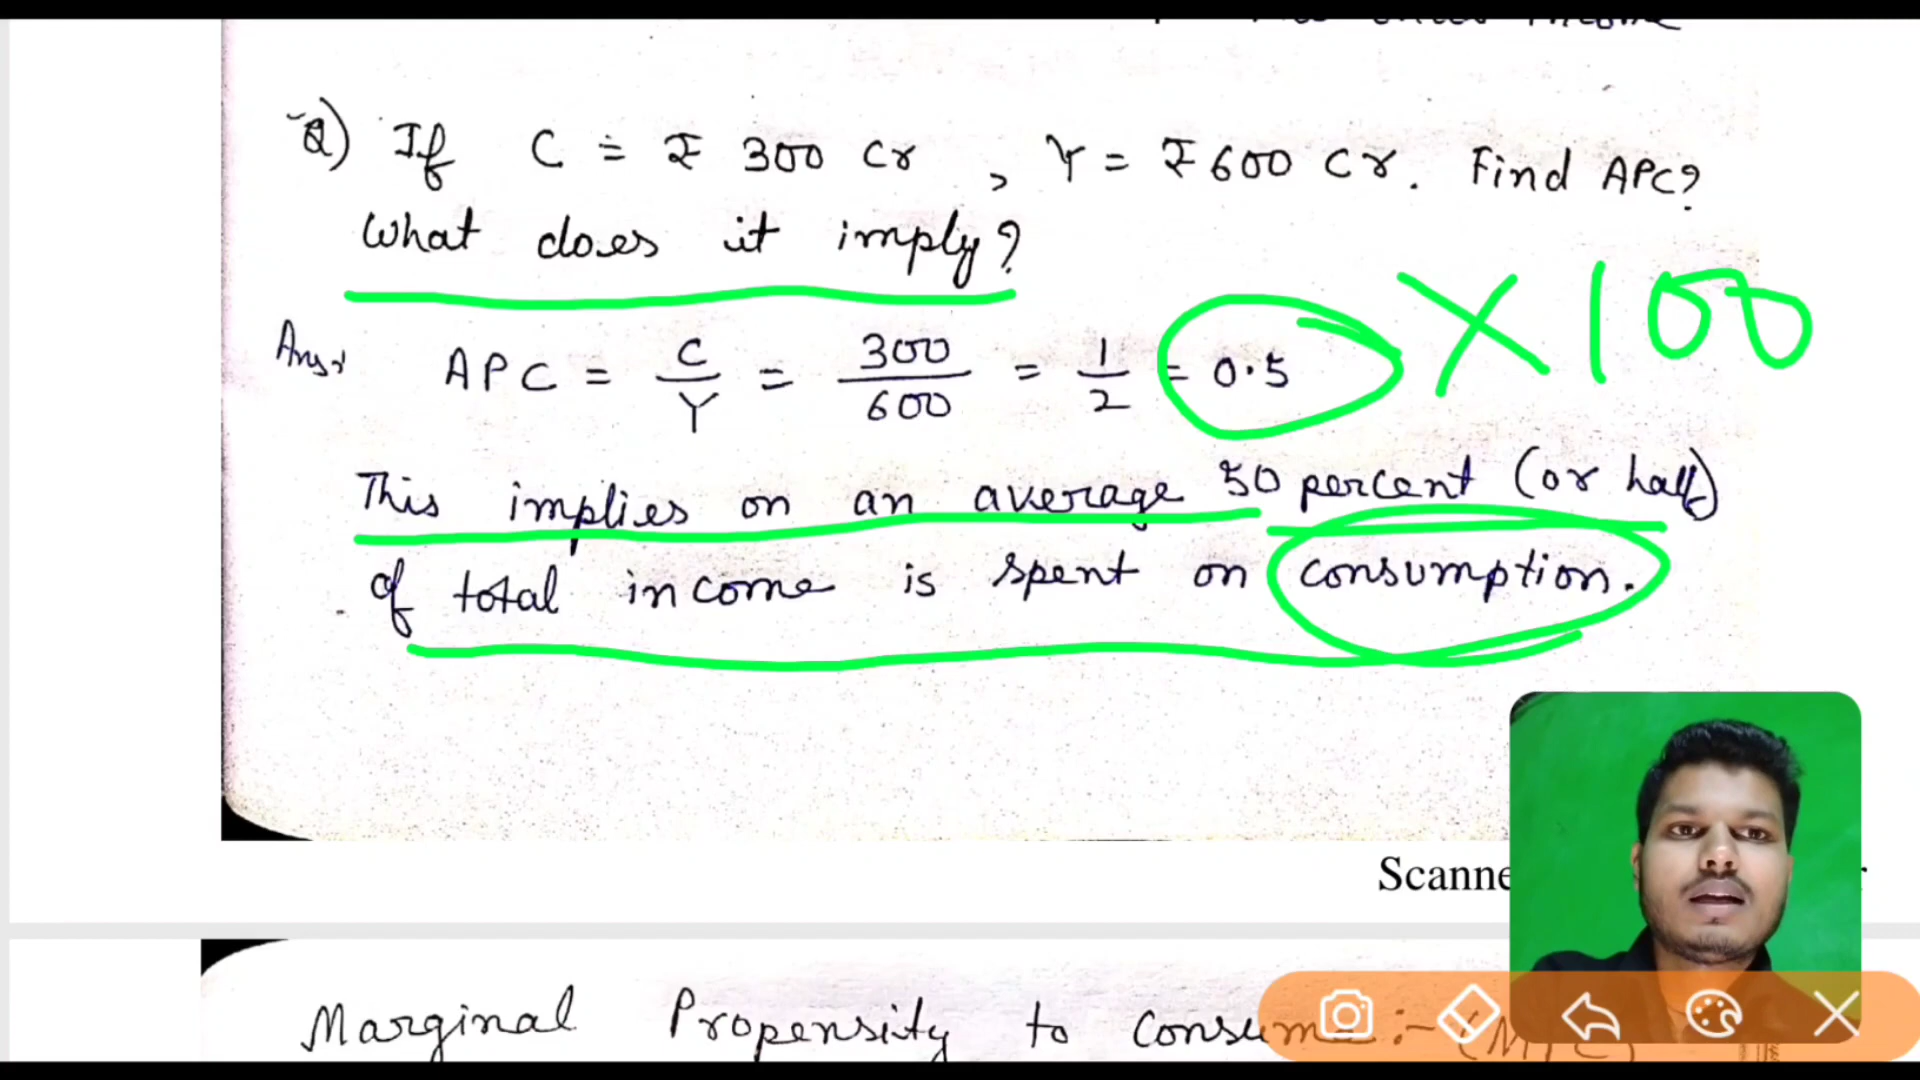 Q) If C = ₹ 300 Cr, Y = ₹ 600 Cr. Find APC?
What does it imply?
× 100
Ans:
APC = C/Y = 300/600 = 1/2 = 0.5
This implies on an average 50 percent (or half)
of total income is spent on consumption.
Marginal Propensity to Consume :- (MPC)